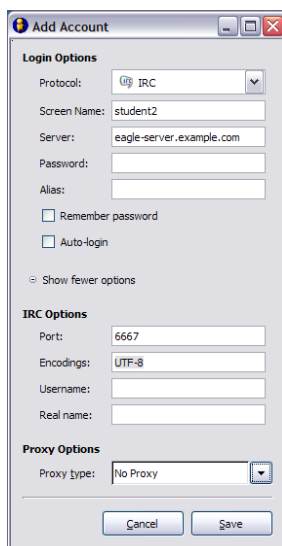 Add Account
Login Options
Protocol: IRC
Screen Name: student2
Server: eagle-server.example.com
Password:
Alias:
Remember password
Auto-login
Show fewer options
IRC Options
Port: 6667
Encodings: UTF-8
Username:
Real name:
Proxy Options
Proxy type: No Proxy
Cancel Save